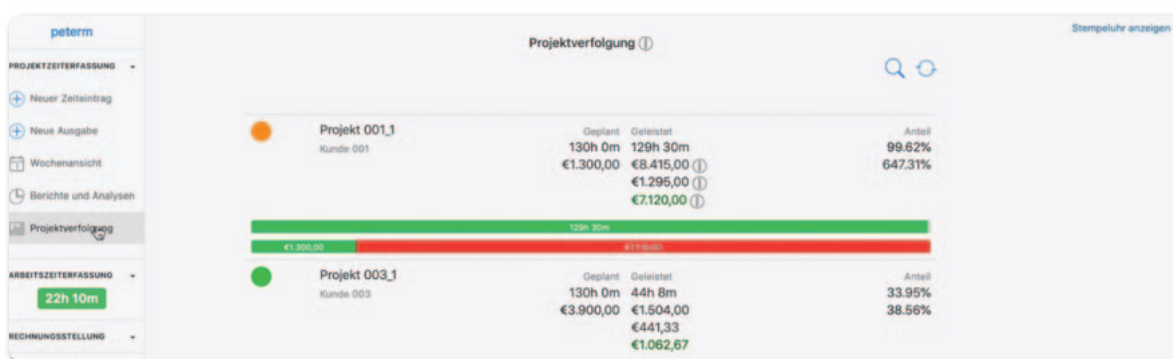 peterm
Stempeluhr anzeigen
Projektverfolgung
PROJEKTZEITERFASSUNG
Neuer Zeiteintrag
Neue Ausgabe
Wochenansicht
Berichte und Analysen
Projektverfolgung
ARBEITSZEITERFASSUNG
22h 10m
RECHNUNGSSTELLUNG
Projekt 001_1
Kunde 001
Geplant Geleistet Anteil
130h 0m 129h 30m 99.62%
€1.300,00 €8.415,00 647.31%
€1.295,00
€7.120,00
129h 30m
€1.300,00
Projekt 003_1
Kunde 003
Geplant Geleistet Anteil
130h 0m 44h 8m 33.95%
€3.900,00 €1.504,00 38.56%
€441,33
€1.062,67